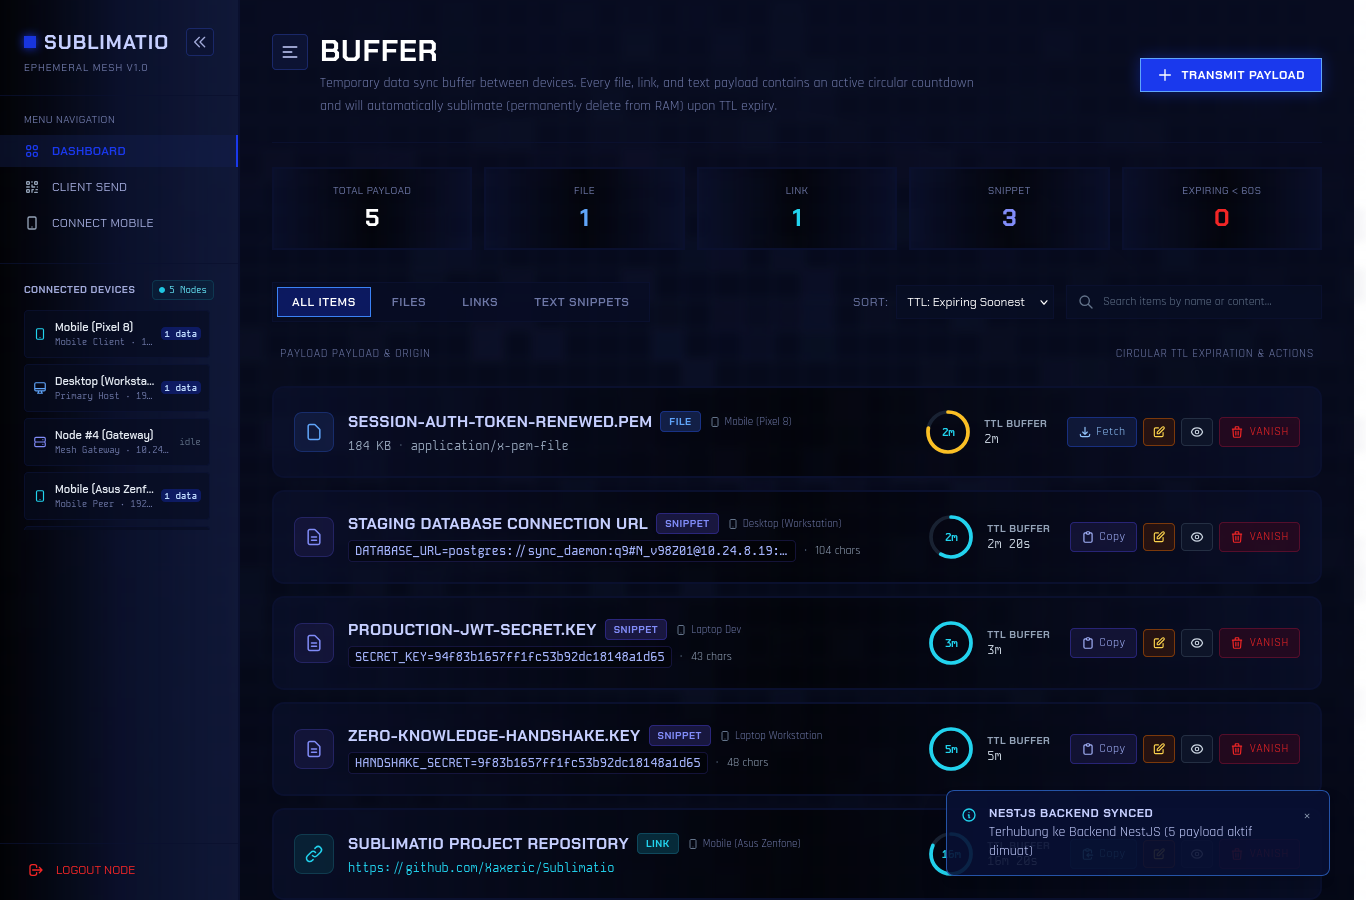 SUBLIMATIO
EPHEMERAL MESH V1.0
MENU NAVIGATION
DASHBOARD
CLIENT SEND
CONNECT MOBILE
CONNECTED DEVICES
5 Nodes
Mobile (Pixel 8)
Mobile Client · 1…
1 data
Desktop (Worksta…
Primary Host · 19…
1 data
Node #4 (Gateway)
Mesh Gateway · 10.24…
idle
Mobile (Asus Zenf…
Mobile Peer · 192…
1 data
LOGOUT NODE
BUFFER
Temporary data sync buffer between devices. Every file, link, and text payload contains an active circular countdown
and will automatically sublimate (permanently delete from RAM) upon TTL expiry.
TRANSMIT PAYLOAD
TOTAL PAYLOAD
5
FILE
1
LINK
1
SNIPPET
3
EXPIRING < 60S
0
ALL ITEMS
FILES
LINKS
TEXT SNIPPETS
SORT:
TTL: Expiring Soonest
Search items by name or content...
PAYLOAD PAYLOAD & ORIGIN
CIRCULAR TTL EXPIRATION & ACTIONS
SESSION-AUTH-TOKEN-RENEWED.PEM
FILE
Mobile (Pixel 8)
184 KB · application/x-pem-file
2m
TTL BUFFER
2m
Fetch
VANISH
STAGING DATABASE CONNECTION URL
SNIPPET
Desktop (Workstation)
DATABASE_URL=postgres://sync_daemon:q9#N_v98201@10.24.8.19:…
· 104 chars
2m
TTL BUFFER
2m 20s
Copy
VANISH
PRODUCTION-JWT-SECRET.KEY
SNIPPET
Laptop Dev
SECRET_KEY=94f83b1657ff1fc53b92dc18148a1d65
· 43 chars
3m
TTL BUFFER
3m
Copy
VANISH
ZERO-KNOWLEDGE-HANDSHAKE.KEY
SNIPPET
Laptop Workstation
HANDSHAKE_SECRET=9f83b1657ff1fc53b92dc18148a1d65
· 48 chars
5m
TTL BUFFER
5m
Copy
VANISH
SUBLIMATIO PROJECT REPOSITORY
LINK
Mobile (Asus Zenfone)
https://github.com/Xaxeric/Sublimatio
16m 20s
Copy
NESTJS BACKEND SYNCED
×
Terhubung ke Backend NestJS (5 payload aktif
dimuat)